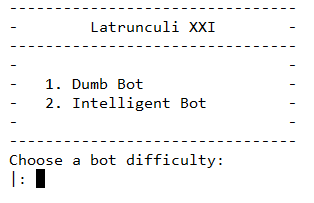 --------------------------------
-        Latrunculi XXI        -
--------------------------------
-                              -
-   1. Dumb Bot                -
-   2. Intelligent Bot         -
-                              -
--------------------------------
Choose a bot difficulty:
|: